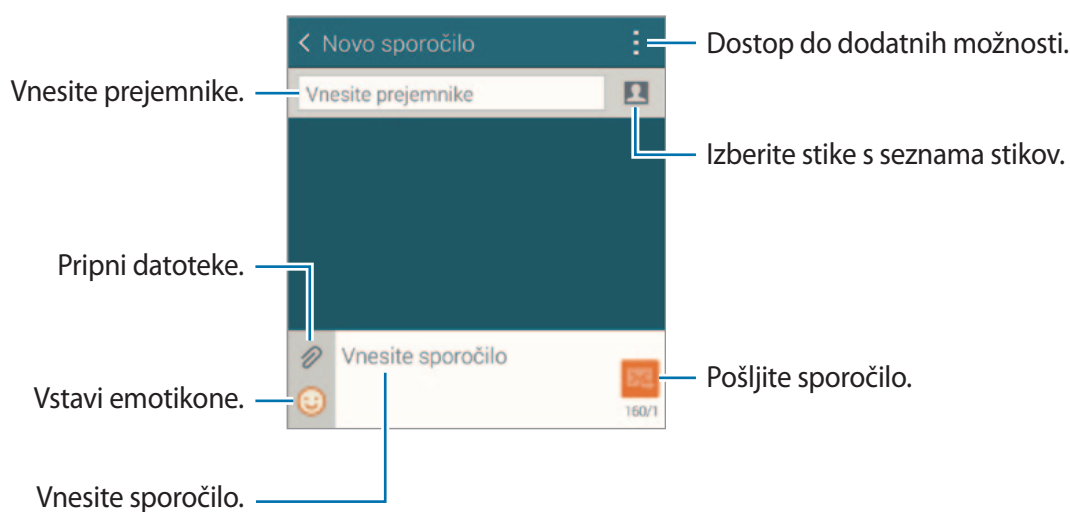 Novo sporočilo
Dostop do dodatnih možnosti.
Vnesite prejemnike.
Vnesite prejemnike
Izberite stike s seznama stikov.
Pripni datoteke.
Vnesite sporočilo
Pošljite sporočilo.
Vstavi emotikone.
160/1
Vnesite sporočilo.